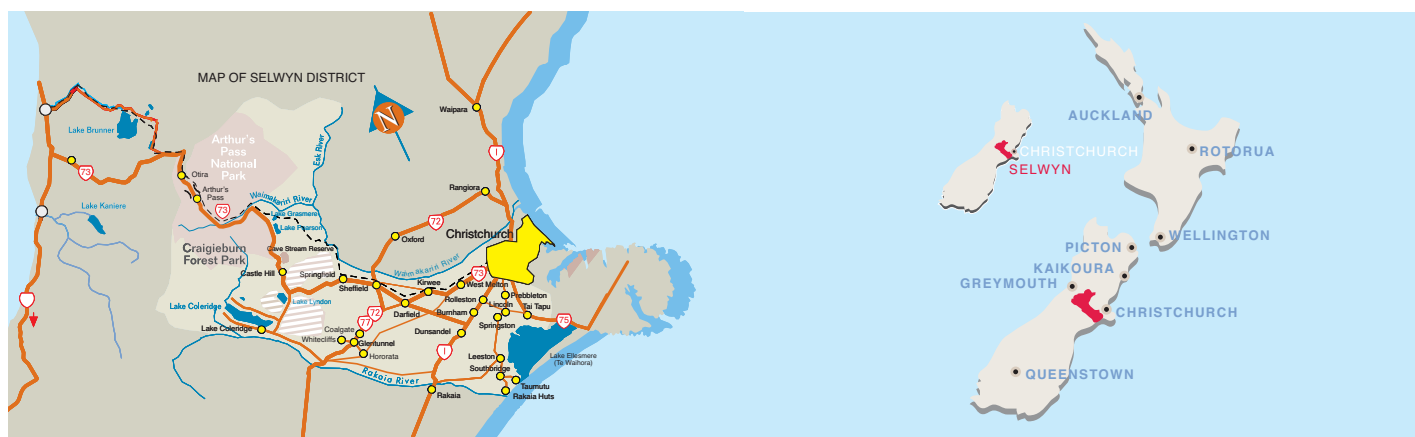 MAP OF SELWYN DISTRICT
N
Waipara
1
Lake Brunner
Arthur's
Pass
National
Park
Esk River
73
Otira
Arthur's
Pass
Rangiora
Waimakariri River
73
Lake Kaniere
Lake Grasmere
72
Lake Pearson
Christchurch
Oxford
Craigieburn
Forest Park
Cave Stream Reserve
Waimakariri River
Castle Hill
Springfield
73
Kirwee
West Melton
Sheffield
Lake Lyndon
Rolleston
Prebbleton
Lake Coleridge
Lincoln
Tai Tapu
Darfield
Burnham
72
77
75
Springston
Lake Coleridge
Coalgate
Dunsandel
Whitecliffs
Glentunnel
1
Hororata
Leeston
Lake Ellesmere
(Te Waihora)
Southbridge
Rakaia River
Taumutu
Rakaia
Rakaia Huts
CHRISTCHURCH
SELWYN
AUCKLAND
ROTORUA
WELLINGTON
PICTON
KAIKOURA
GREYMOUTH
CHRISTCHURCH
QUEENSTOWN